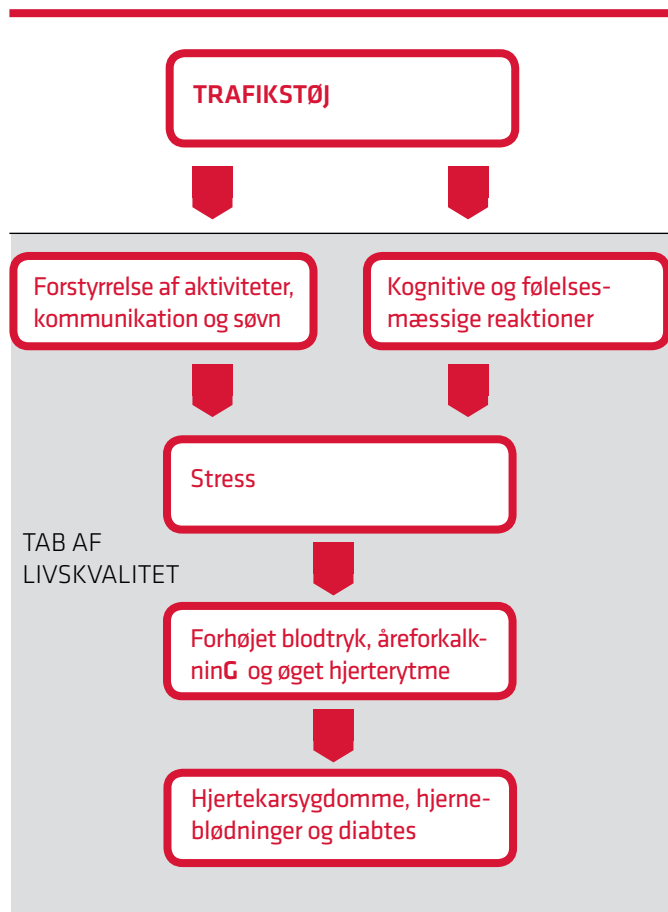 TRAFIKSTØJ
Forstyrrelse af aktiviteter,
kommunikation og søvn
Kognitive og følelses-
mæssige reaktioner
Stress
TAB AF
LIVSKVALITET
Forhøjet blodtryk, åreforkalk-
ninG og øget hjerterytme
Hjertekarsygdomme, hjerne-
blødninger og diabtes